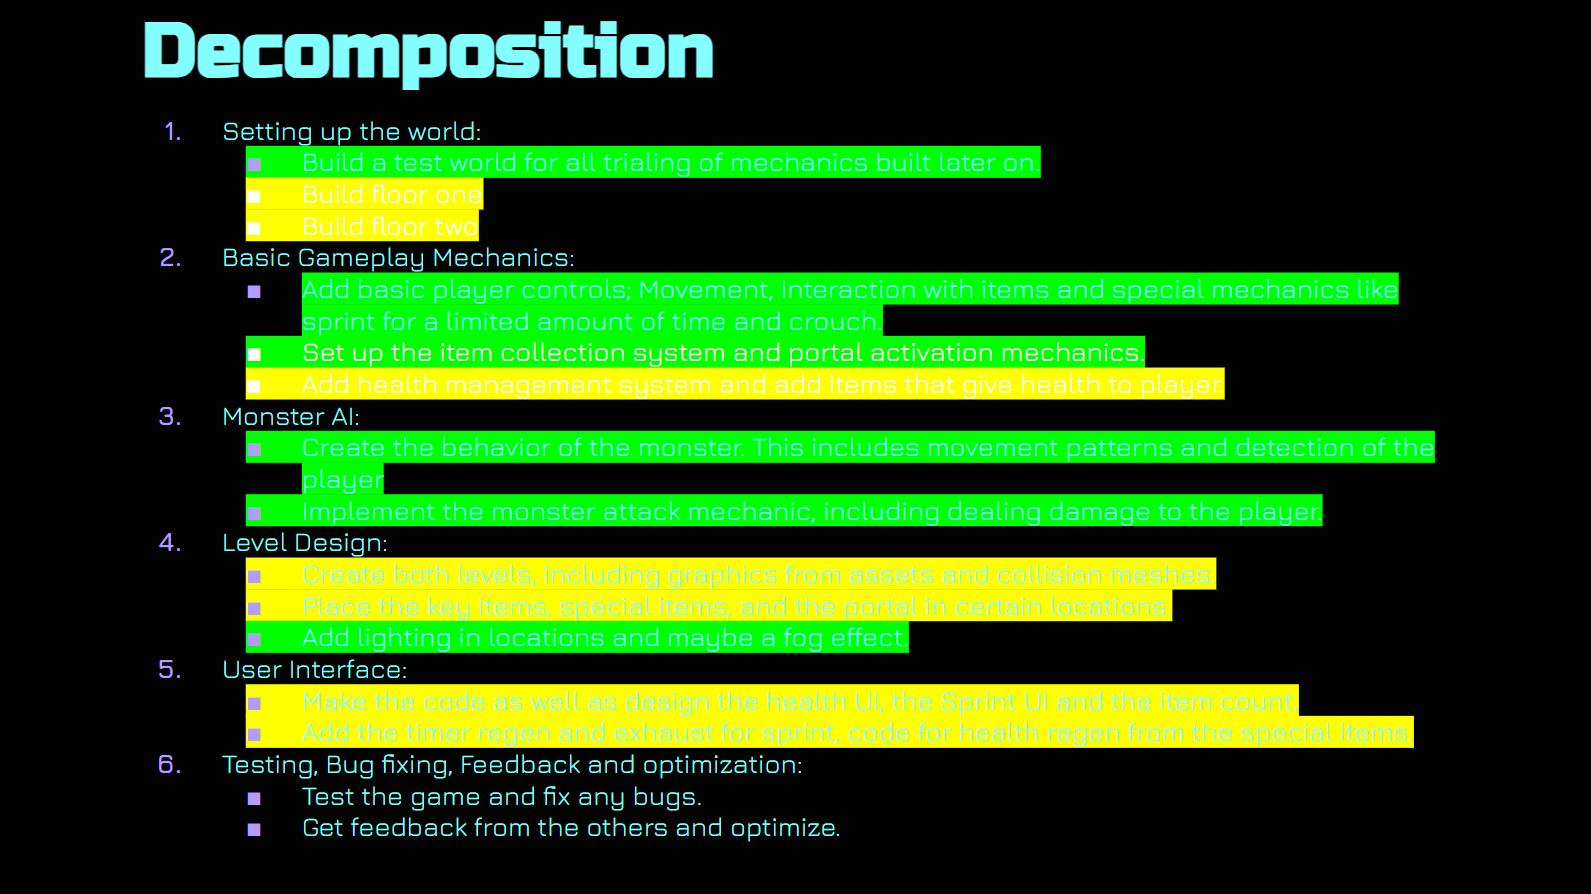 Decomposition
1. Setting up the world:
■ Build a test world for all trialing of mechanics built later on.
■ Build floor one
■ Build floor two
2. Basic Gameplay Mechanics:
■ Add basic player controls; Movement, Interaction with items and special mechanics like
sprint for a limited amount of time and crouch.
■ Set up the item collection system and portal activation mechanics.
■ Add health management system and add items that give health to player.
3. Monster AI:
■ Create the behavior of the monster. This includes movement patterns and detection of the
player
■ Implement the monster attack mechanic, including dealing damage to the player.
4. Level Design:
■ Create both levels, including graphics from assets and collision meshes.
■ Place the key items, special items, and the portal in certain locations.
■ Add lighting in locations and maybe a fog effect.
5. User Interface:
■ Make the code as well as design the health UI, the Sprint UI and the item count.
■ Add the timer regen and exhaust for sprint, code for health regen from the special items.
6. Testing, Bug fixing, Feedback and optimization:
■ Test the game and fix any bugs.
■ Get feedback from the others and optimize.